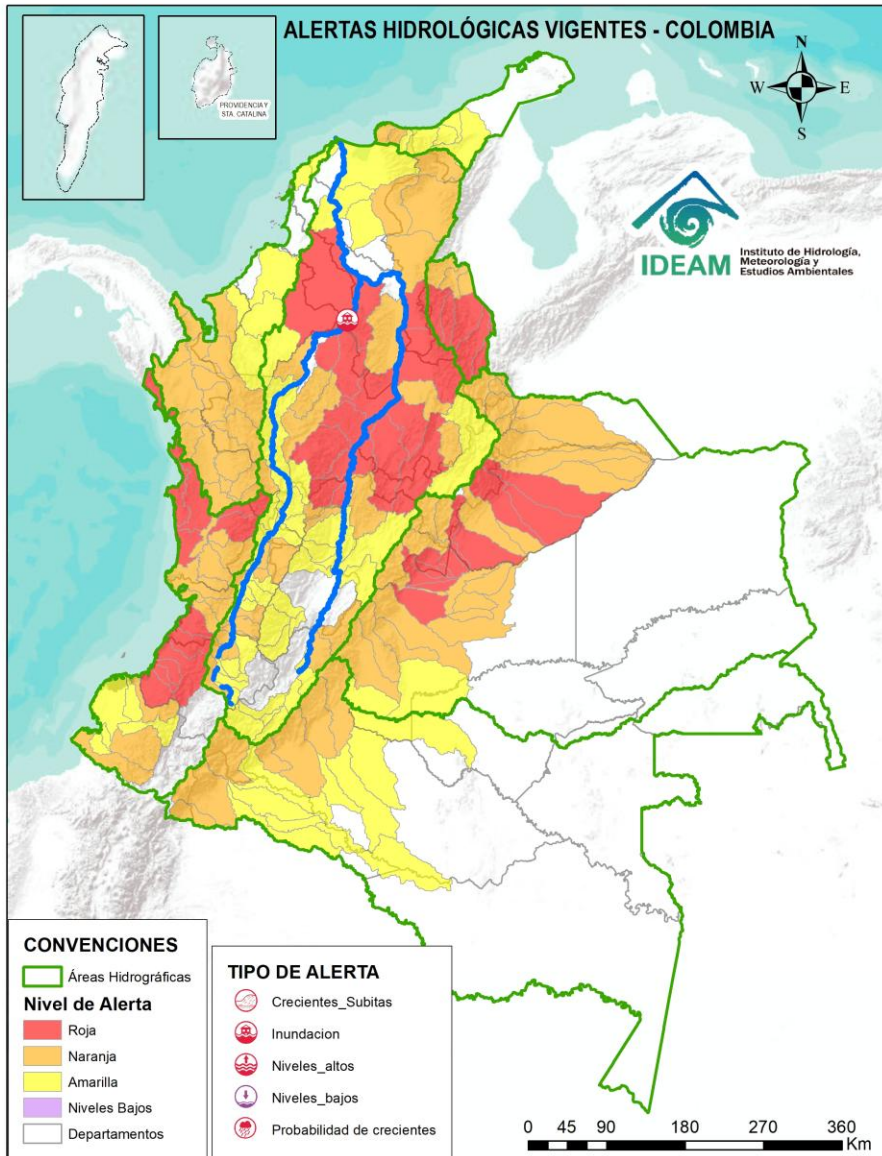 ALERTAS HIDROLÓGICAS VIGENTES - COLOMBIA
PROVIDENCIA Y
STA. CATALINA
N
W
E
S
IDEAM
Instituto de Hidrología,
Meteorología y
Estudios Ambientales
CONVENCIONES
Áreas Hidrográficas
Nivel de Alerta
Roja
Naranja
Amarilla
Niveles Bajos
Departamentos
TIPO DE ALERTA
Crecientes_Subitas
Inundacion
Niveles_altos
Niveles_bajos
Probabilidad de crecientes
0 45 90 180 270 360
Km